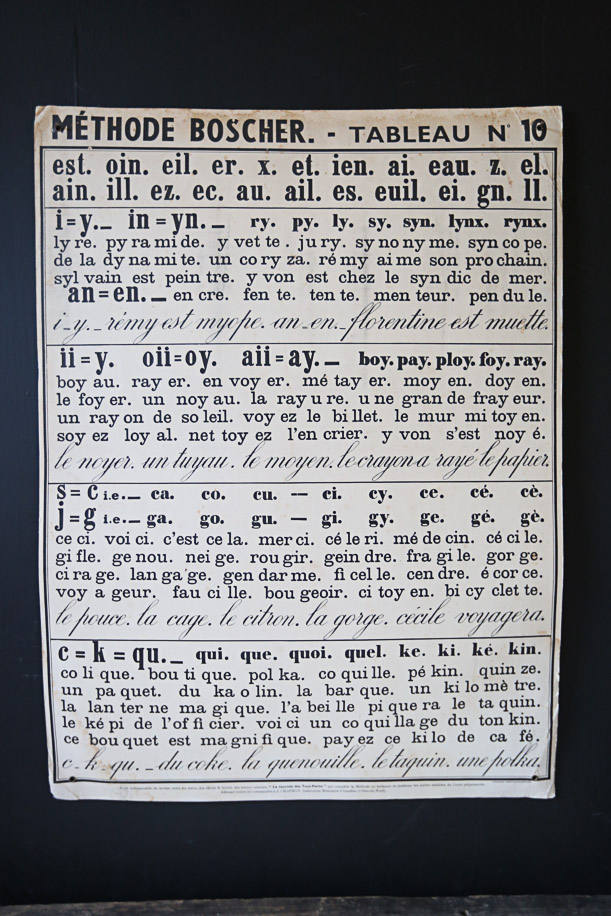 MÉTHODE BOSCHER. - TABLEAU N° 10
est. oin. eil. er. x. et. ien. ai. eau. z. el.
ain. ill. ez. ec. au. ail. es. euil. ei. gn. ll.
i=y._ in=yn._ ry. py. ly. sy. syn. lynx. rynx.
ly re. py ra mi de. y vet te. ju ry. sy no ny me. syn co pe.
de la dy na mi te. un co ry za. ré my ai me son pro chain.
syl vain est pein tre. y von est chez le syn dic de mer.
an=en._ en cre. fen te. ten te. men teur. pen du le.
i_y._ rémy est myope. an_en._florentine est muette.
ii=y. oii=oy. aii=ay._ boy. pay. ploy. foy. ray.
boy au. ray er. en voy er. mé tay er. moy en. doy en.
le foy er. un noy au. la ray u re. u ne gran de fray eur.
un ray on de so leil. voy ez le bi llet. le mur mi toy en.
soy ez loy al. net toy ez l'en crier. y von s'est noy é.
le noyer. un tuyau. le moyen. le crayon a rayé le papier.
s=c i.e._ ca. co. cu. — ci. cy. ce. cé. cè.
j=g i.e._ ga. go. gu. — gi. gy. ge. gé. gè.
ce ci. voi ci. c'est ce la. mer ci. cé le ri. mé de cin. cé ci le.
gi fle. ge nou. nei ge. rou gir. gein dre. fra gi le. gor ge.
ci ra ge. lan ga ge. gen dar me. fi cel le. cen dre. é cor ce.
voy a geur. fau ci lle. bou geoir. ci toy en. bi cy clet te.
le pouce. la cage. le citron. la gorge. cécile voyagera.
c=k=qu._ qui. que. quoi. quel. ke. ki. ké. kin.
co li que. bou ti que. pol ka. co qui lle. pé kin. quin ze.
un pa quet. du ka o lin. la bar que. un ki lo mè tre.
la lan ter ne ma gi que. l'a bei lle pi que ra le ta quin.
le ké pi de l'of fi cier. voi ci un co qui lla ge du ton kin.
ce bou quet est ma gni fi que. pay ez ce ki lo de ca fé.
c_k_qu._du coke. la quenouille. le taquin. une polka.